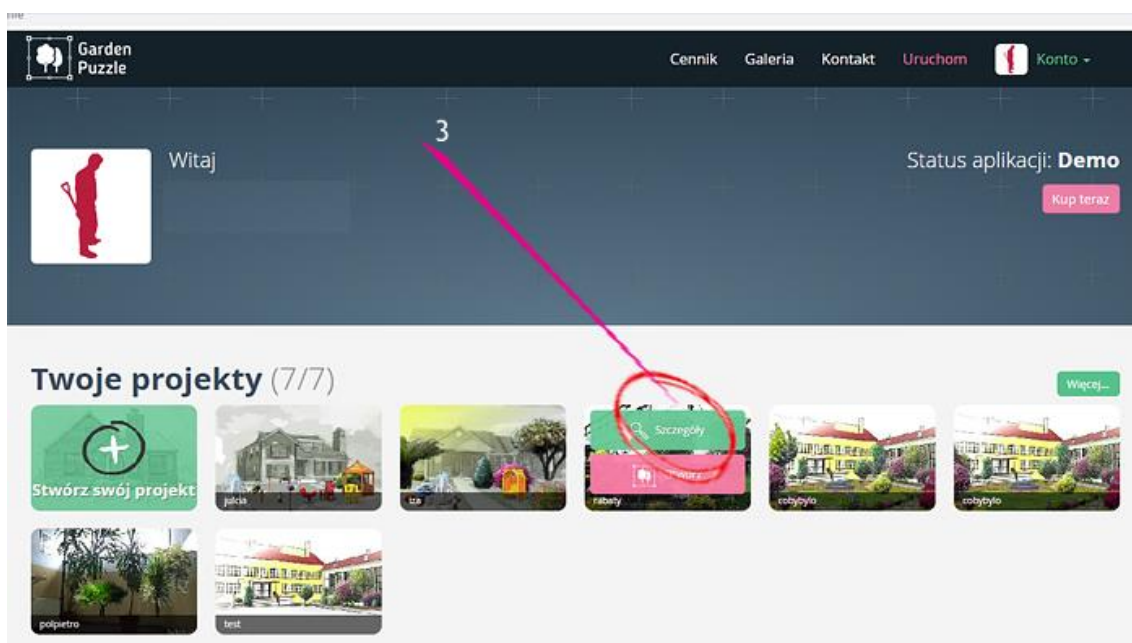 Garden
Puzzle
Cennik Galeria Kontakt Uruchom Konto
3
Witaj
Status aplikacji: Demo
Kup teraz
Twoje projekty (7/7)
Więcej...
Szczegóły
Stwórz swój projekt
julcia
iza
rabaty
cobybylo
cobybylo
polpietro
test